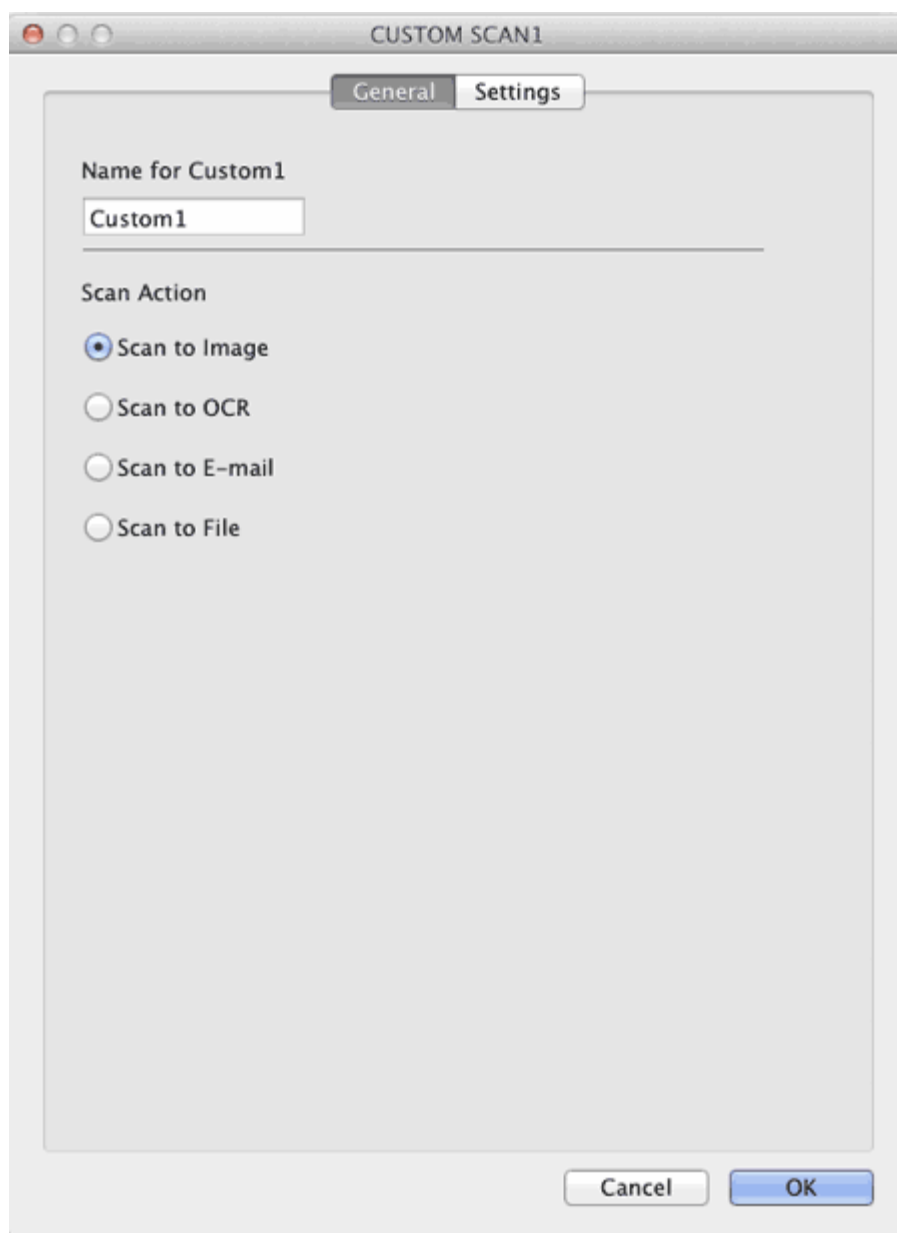 CUSTOM SCAN1
General Settings
Name for Custom1
Custom1
Scan Action
Scan to Image
Scan to OCR
Scan to E-mail
Scan to File
Cancel OK